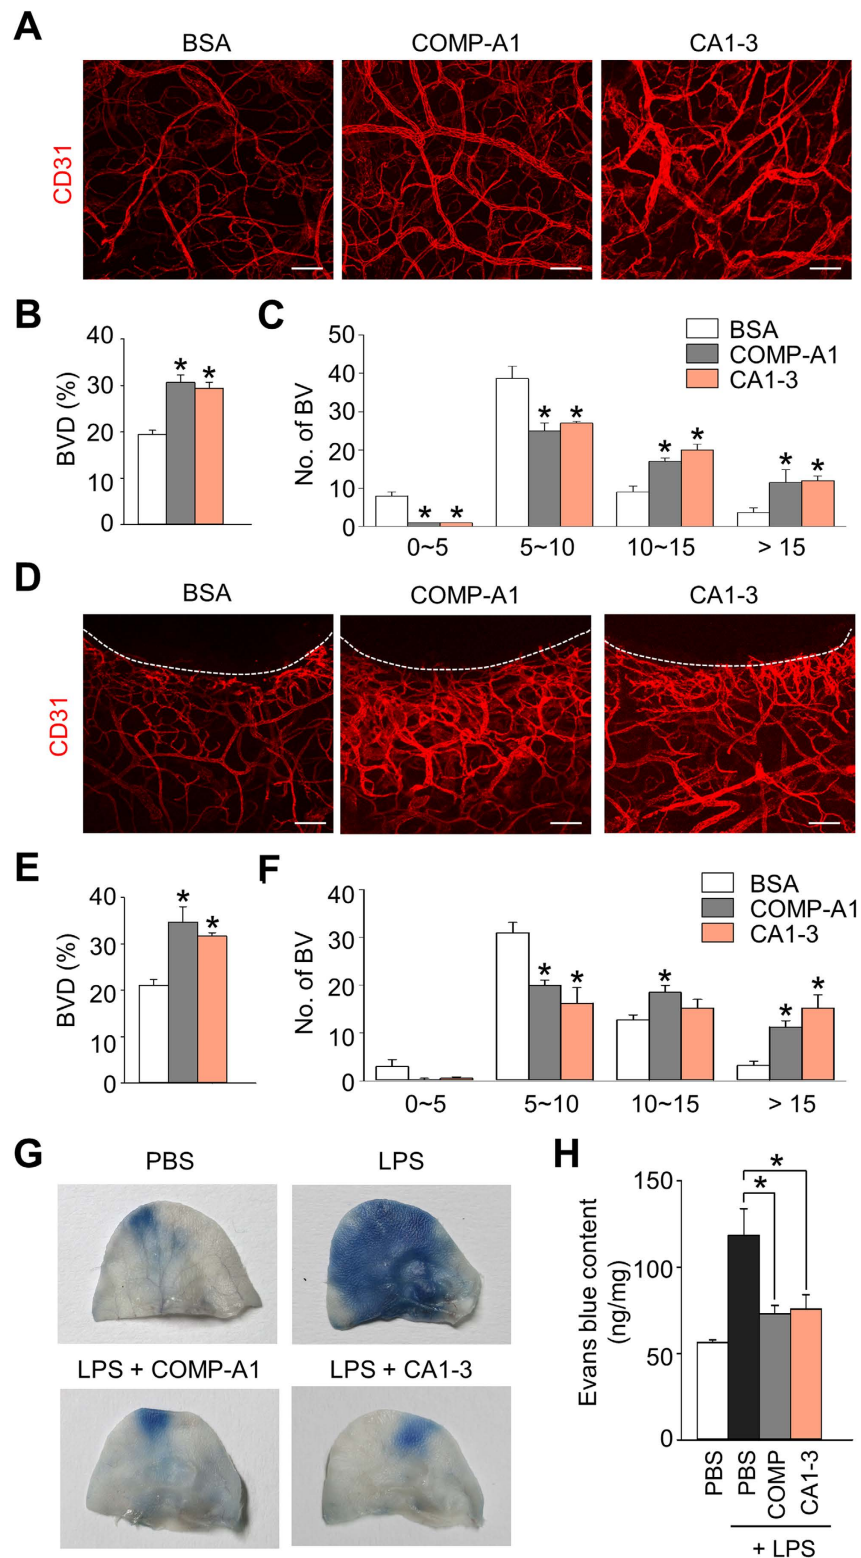 A
BSA COMP-A1 CA1-3
CD31
B
BVD (%)
40
30
20
10
0
* *
C
No. of BV
50
40
30
20
10
0
BSA
COMP-A1
CA1-3
* * * * * * * *
0~5 5~10 10~15 > 15
D
BSA COMP-A1 CA1-3
CD31
E
BVD (%)
40
30
20
10
0
* *
F
No. of BV
40
30
20
10
0
BSA
COMP-A1
CA1-3
* * * * *
0~5 5~10 10~15 > 15
G
PBS LPS
LPS + COMP-A1 LPS + CA1-3
H
Evans blue content
(ng/mg)
150
100
50
0
*
*
PBS PBS COMP CA1-3
+ LPS